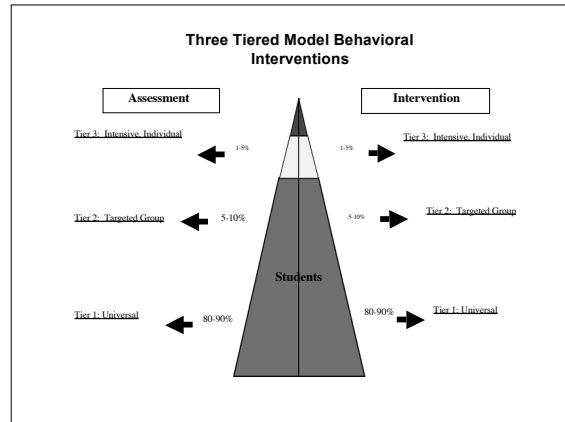 Three Tiered Model Behavioral
Interventions
Assessment
Intervention
Tier 3: Intensive, Individual
1-5%
1-5%
Tier 3: Intensive, Individual
Tier 2: Targeted Group
5-10%
5-10%
Tier 2: Targeted Group
Students
Tier 1: Universal
80-90%
80-90%
Tier 1: Universal